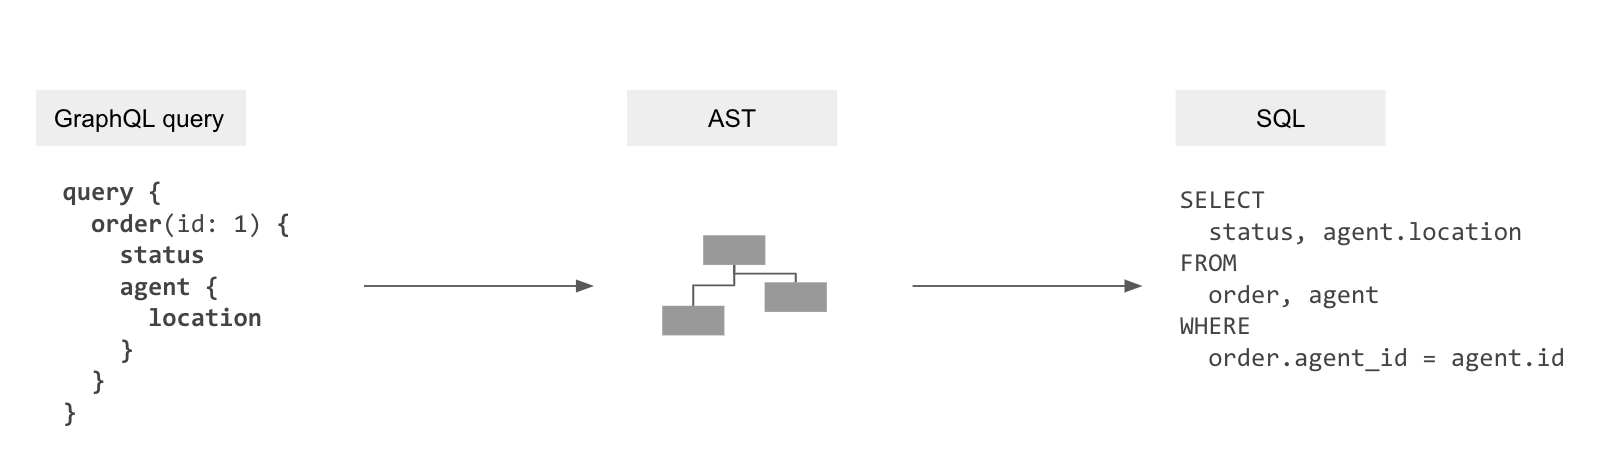 GraphQL query
query {
  order(id: 1) {
    status
    agent {
      location
    }
  }
}
AST
SQL
SELECT
  status, agent.location
FROM
  order, agent
WHERE
  order.agent_id = agent.id